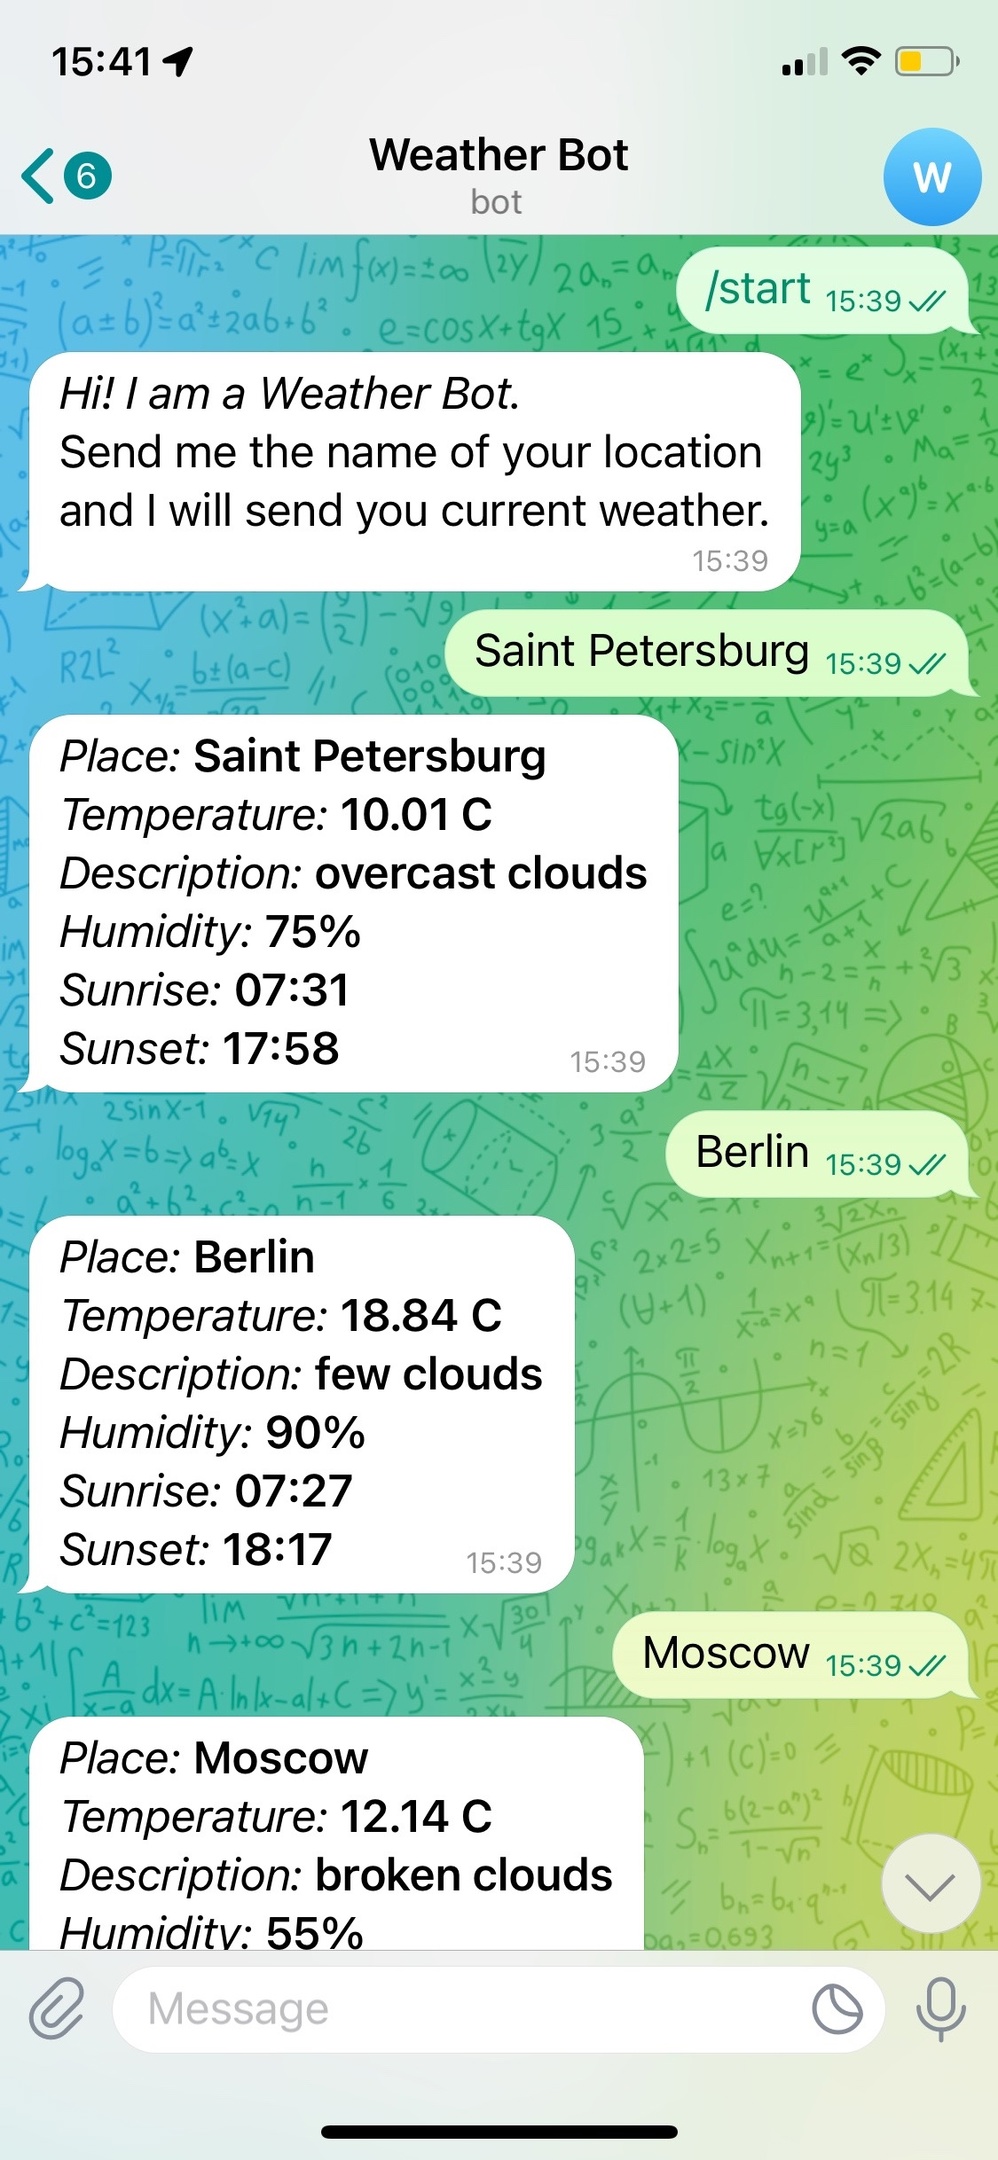 15:41
6
Weather Bot
bot
W
/start 15:39
Hi! I am a Weather Bot.
Send me the name of your location
and I will send you current weather.
15:39
Saint Petersburg 15:39
Place: Saint Petersburg
Temperature: 10.01 C
Description: overcast clouds
Humidity: 75%
Sunrise: 07:31
Sunset: 17:58 15:39
Berlin 15:39
Place: Berlin
Temperature: 18.84 C
Description: few clouds
Humidity: 90%
Sunrise: 07:27
Sunset: 18:17 15:39
Moscow 15:39
Place: Moscow
Temperature: 12.14 C
Description: broken clouds
Humidity: 55%
Message